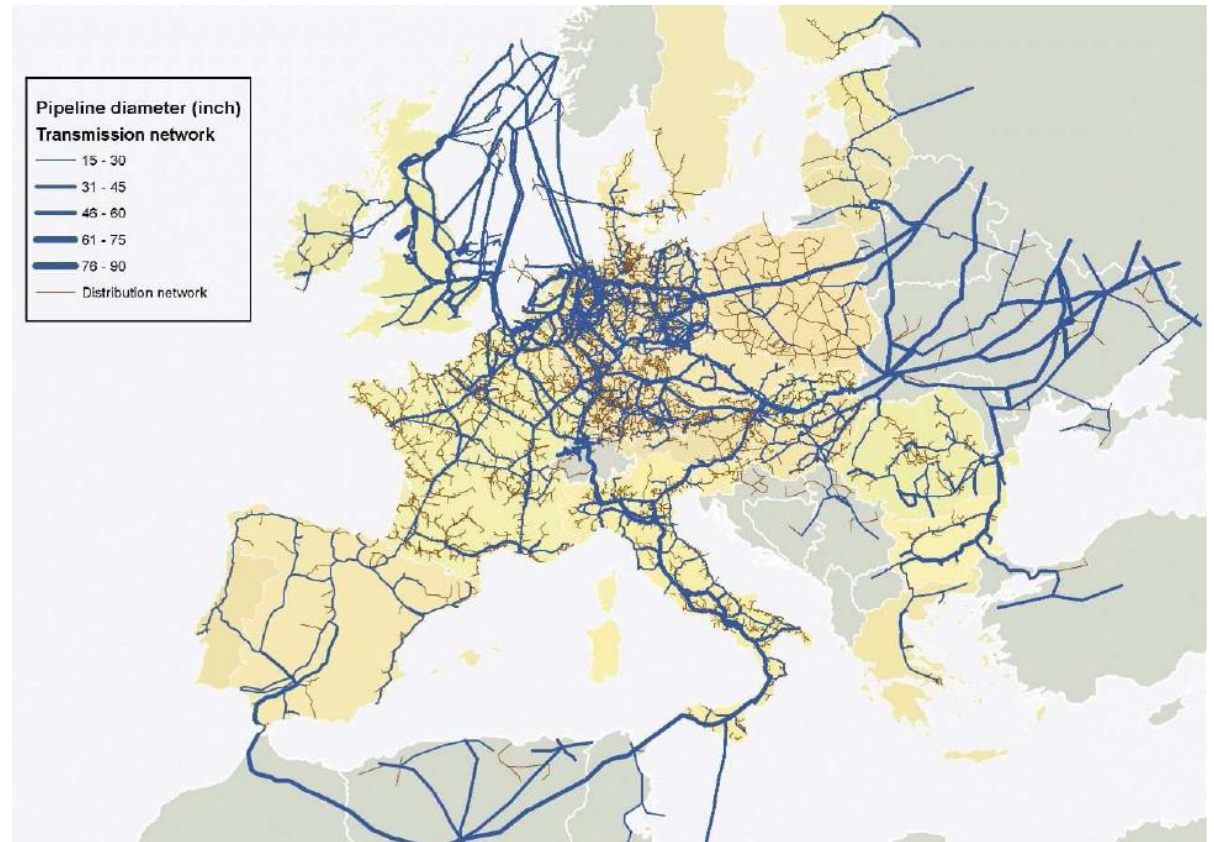 Pipeline diameter (inch)
Transmission network
15 - 30
31 - 45
46 - 60
61 - 75
76 - 90
Distribution network